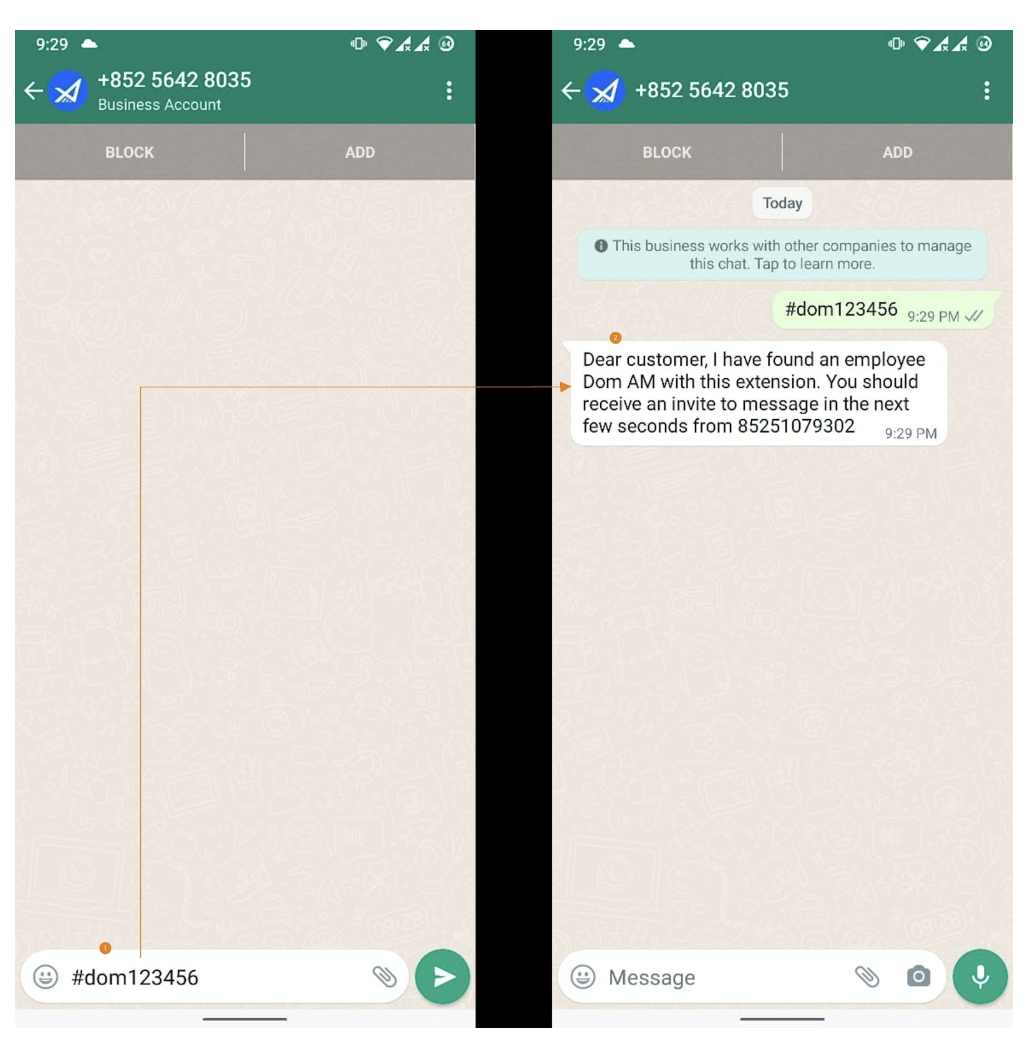 9:29
64
+852 5642 8035
Business Account
BLOCK
ADD
1
#dom123456
9:29
64
+852 5642 8035
BLOCK
ADD
Today
This business works with other companies to manage
this chat. Tap to learn more.
#dom123456 9:29 PM
2
Dear customer, I have found an employee
Dom AM with this extension. You should
receive an invite to message in the next
few seconds from 85251079302 9:29 PM
Message